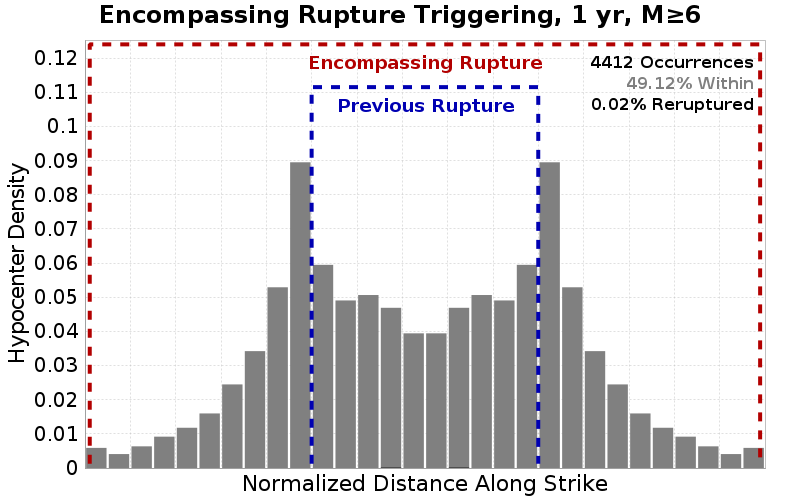 Encompassing Rupture Triggering, 1 yr, M≥6
Encompassing Rupture
Previous Rupture
4412 Occurrences
49.12% Within
0.02% Reruptured
Hypocenter Density
0.12
0.11
0.1
0.09
0.08
0.07
0.06
0.05
0.04
0.03
0.02
0.01
0
Normalized Distance Along Strike